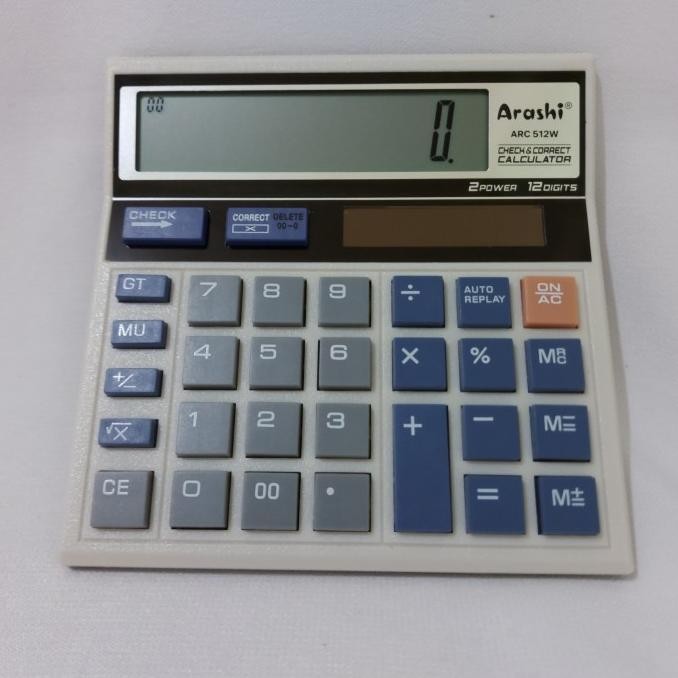 00 0.
Arashi®
ARC 512W
CHECK & CORRECT
CALCULATOR
2POWER 12DIGITS
CHECK
CORRECT DELETE
00→0
GT 7 8 9 ÷ AUTO REPLAY ON/AC
MU 4 5 6 × % MRC
+/− 1 2 3 + − M=
√X
CE 0 00 . = M±